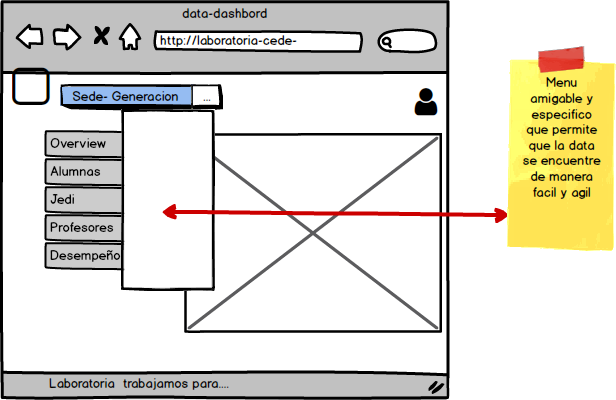 data-dashbord
http://laboratoria-cede-
Sede- Generacion ...
Overview
Alumnas
Jedi
Profesores
Desempeño
Laboratoria trabajamos para....
Menu
amigable y
especifico
que permite
que la data
se encuentre
de manera
facil y agil